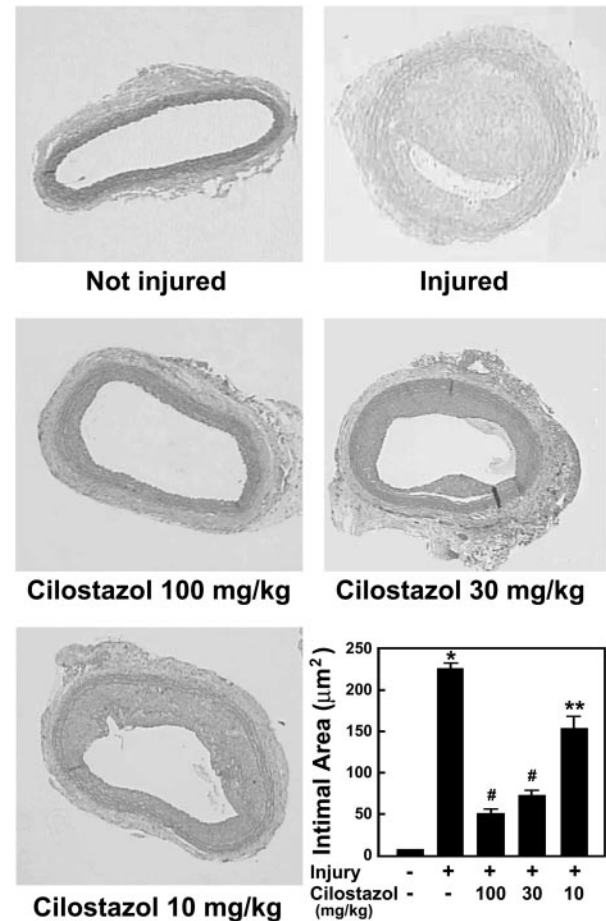 Not injured
Injured
Cilostazol 100 mg/kg
Cilostazol 30 mg/kg
Cilostazol 10 mg/kg
Intimal Area (μm²)
250
200
150
100
50
0
*
#
#
**
Injury - + + + +
Cilostazol - - 100 30 10
(mg/kg)